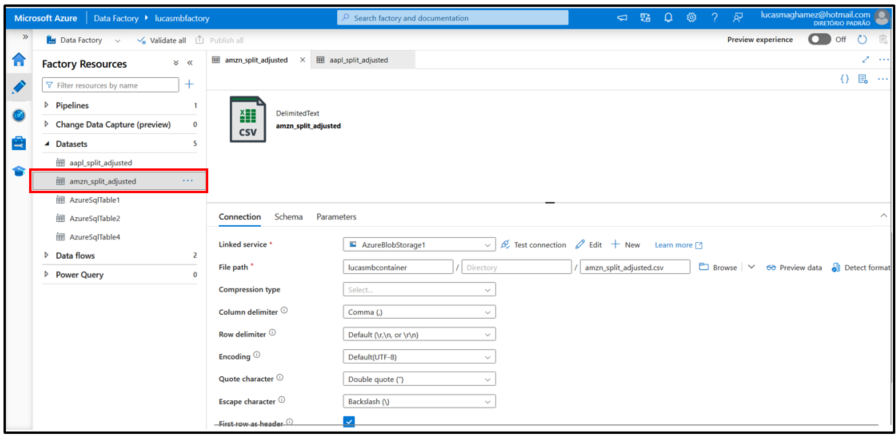 Microsoft Azure | Data Factory ▸ lucasmbfactory
Search factory and documentation
lucasmaghamez@hotmail.com
DIRETÓRIO PADRÃO
Data Factory
Validate all
Publish all
Preview experience
Off
Factory Resources
Filter resources by name
Pipelines 1
Change Data Capture (preview) 0
Datasets 5
aapl_split_adjusted
amzn_split_adjusted
AzureSqlTable1
AzureSqlTable2
AzureSqlTable4
Data flows 2
Power Query 0
amzn_split_adjusted
aapl_split_adjusted
CSV
DelimitedText
amzn_split_adjusted
Connection Schema Parameters
Linked service * AzureBlobStorage1 Test connection Edit New Learn more
File path * lucasmbcontainer / Directory / amzn_split_adjusted.csv Browse Preview data Detect format
Compression type Select...
Column delimiter Comma (,)
Row delimiter Default (\r,\n, or \r\n)
Encoding Default(UTF-8)
Quote character Double quote (")
Escape character Backslash (\)
First row as header